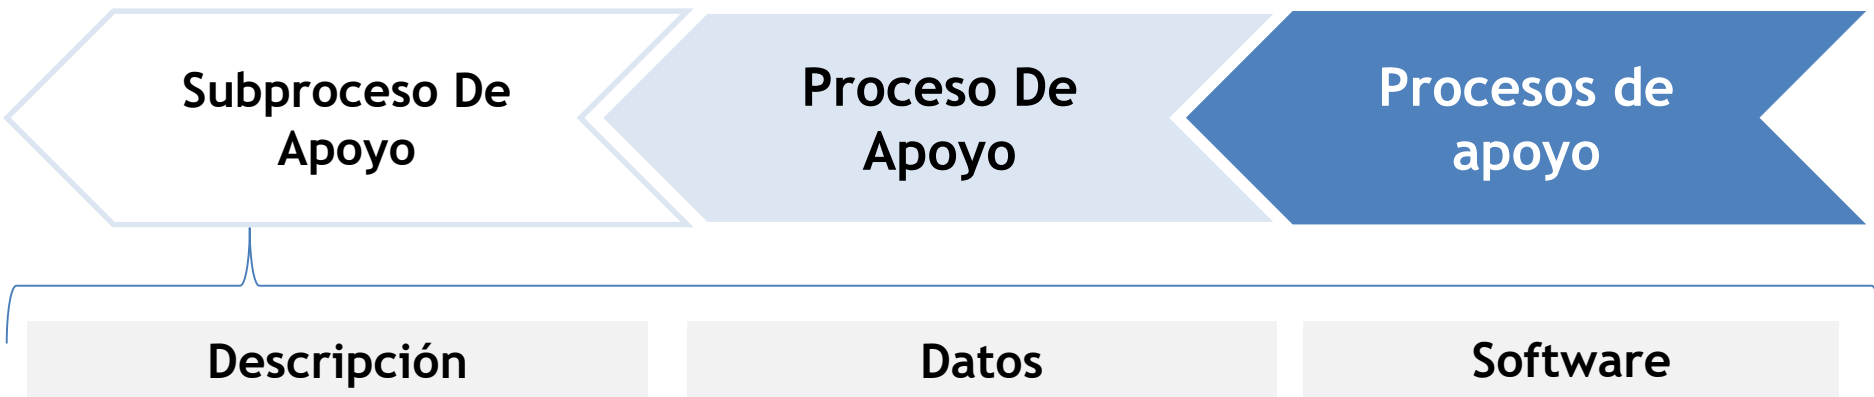 Subproceso De
Apoyo
Proceso De
Apoyo
Procesos de
apoyo
Descripción
Datos
Software